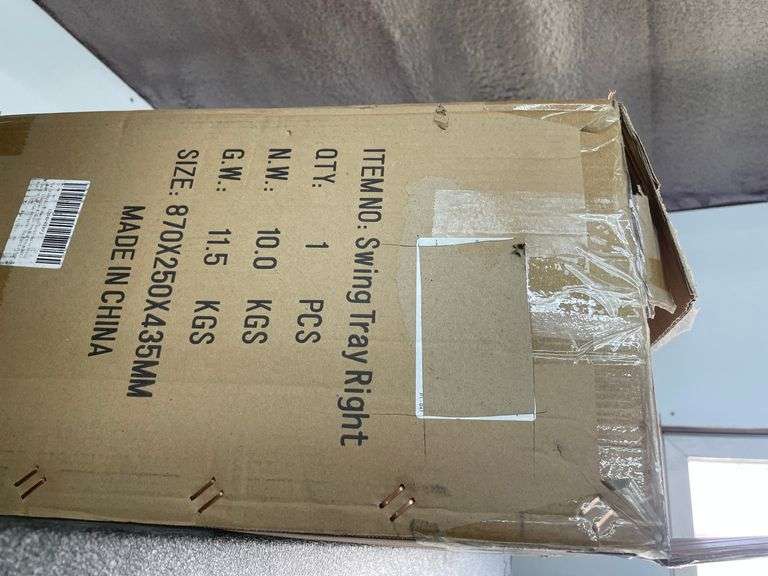 ITEM NO: Swing Tray Right
QTY: 1 PCS
N.W.: 10.0 KGS
G.W.: 11.5 KGS
SIZE: 870X250X435MM
MADE IN CHINA